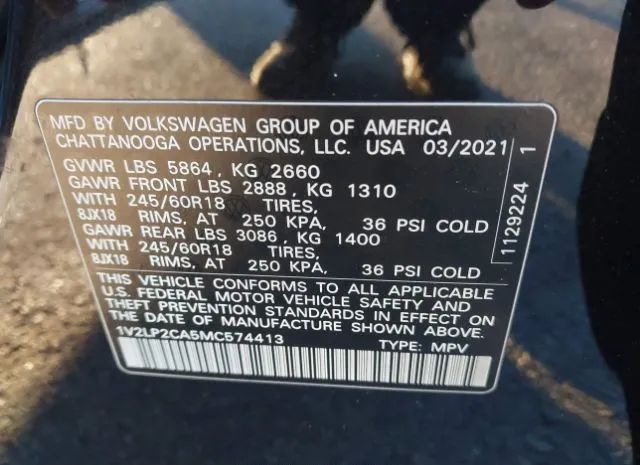 MFD BY VOLKSWAGEN GROUP OF AMERICA
CHATTANOOGA OPERATIONS, LLC. USA 03/2021
GVWR LBS 5864, KG 2660
GAWR FRONT LBS 2888, KG 1310
WITH 245/60R18 TIRES,
8JX18 RIMS, AT 250 KPA, 36 PSI COLD
GAWR REAR LBS 3086, KG 1400
WITH 245/60R18 TIRES,
8JX18 RIMS, AT 250 KPA, 36 PSI COLD
THIS VEHICLE CONFORMS TO ALL APPLICABLE
U.S. FEDERAL MOTOR VEHICLE SAFETY AND
THEFT PREVENTION STANDARDS IN EFFECT ON
THE DATE OF MANUFACTURE SHOWN ABOVE.
1V2LP2CA5MC574413 TYPE: MPV
1129224 1